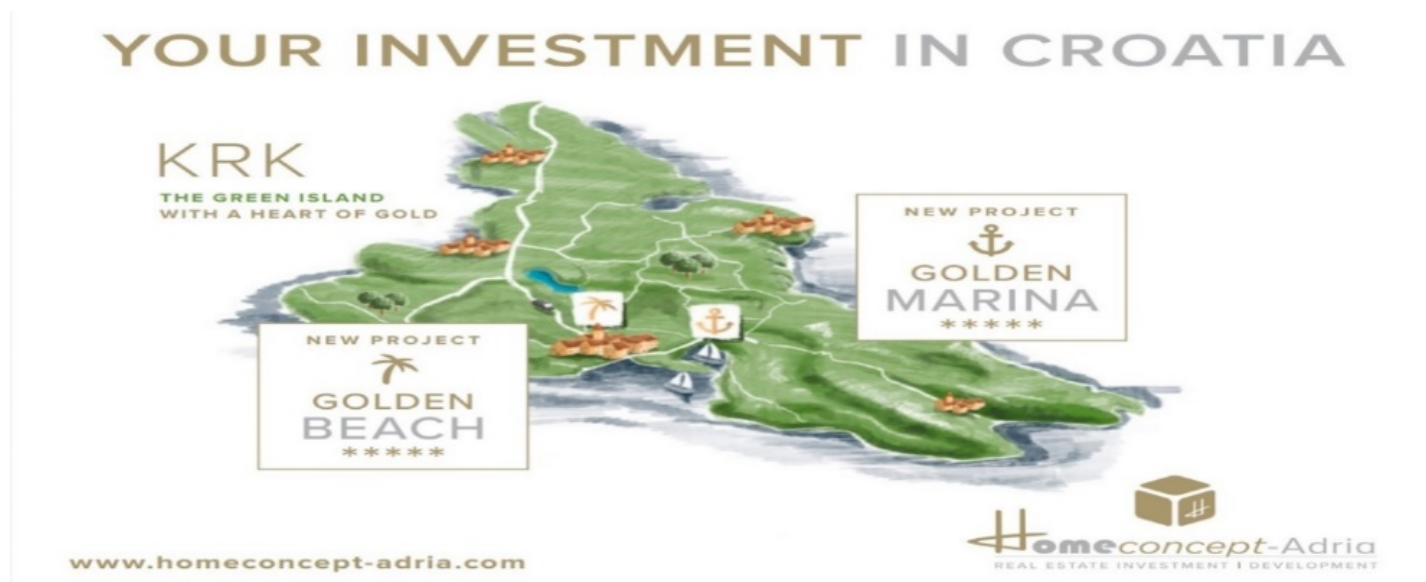 YOUR INVESTMENT IN CROATIA
KRK
THE GREEN ISLAND
WITH A HEART OF GOLD
NEW PROJECT
GOLDEN
MARINA
*****
NEW PROJECT
GOLDEN
BEACH
*****
www.homeconcept-adria.com
Homeconcept-Adria
REAL ESTATE INVESTMENT | DEVELOPMENT